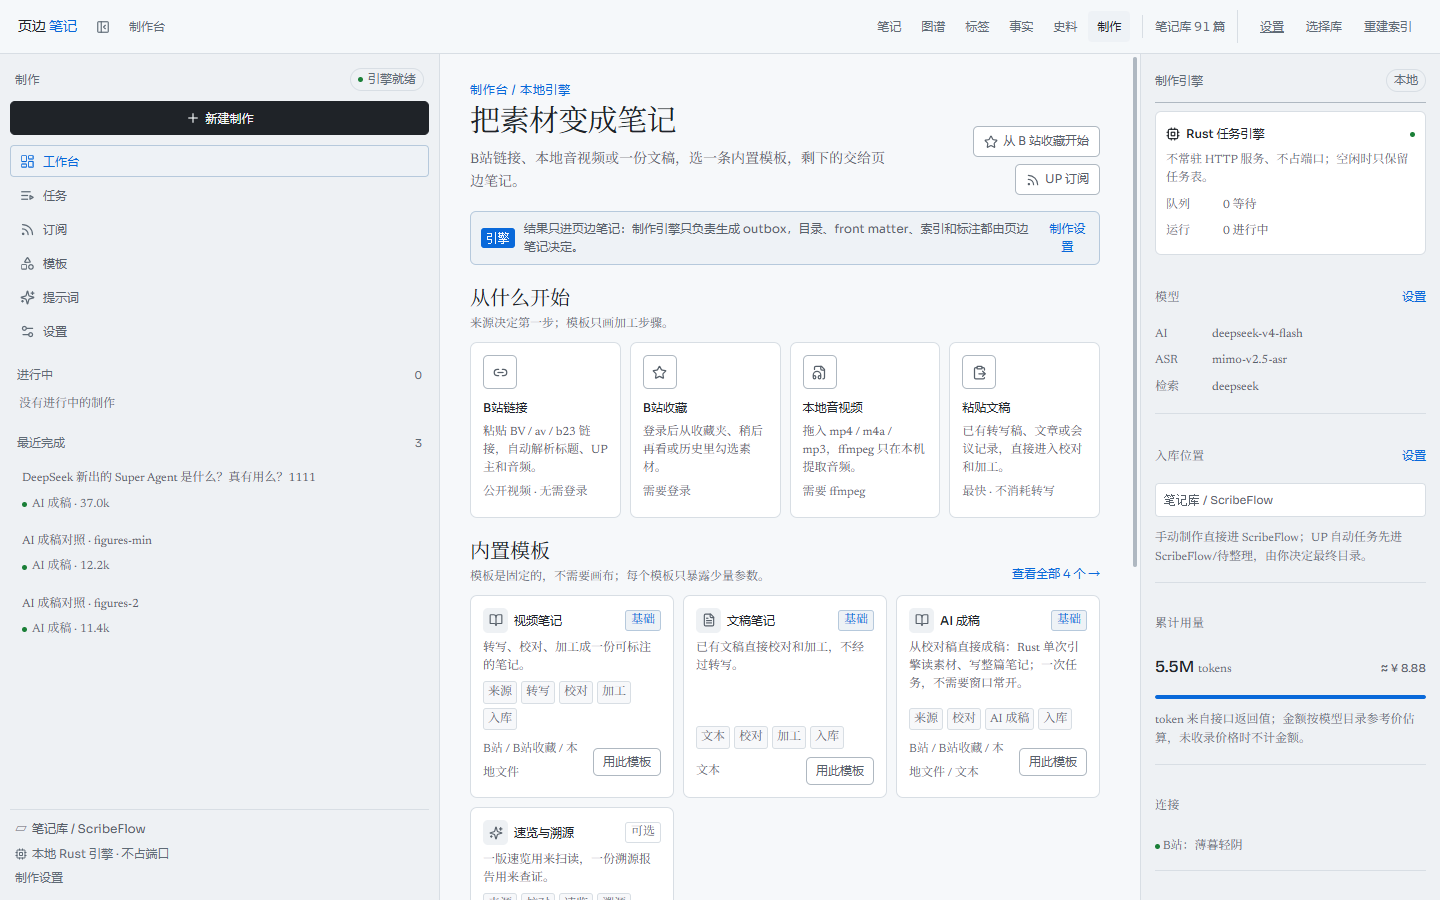 页边 笔记
制作台
笔记
图谱
标签
事实
史料
制作
笔记库 91 篇
设置
选择库
重建索引
制作
引擎就绪
新建制作
工作台
任务
订阅
模板
提示词
设置
进行中
0
没有进行中的制作
最近完成
3
DeepSeek 新出的 Super Agent 是什么？真有用么？1111
AI 成稿 · 37.0k
AI 成稿对照 · figures-min
AI 成稿 · 12.2k
AI 成稿对照 · figures-2
AI 成稿 · 11.4k
笔记库 / ScribeFlow
本地 Rust 引擎 · 不占端口
制作设置
制作台 / 本地引擎
把素材变成笔记
B站链接、本地音视频或一份文稿，选一条内置模板，剩下的交给页
边笔记。
从 B 站收藏开始
UP 订阅
引擎
结果只进页边笔记：制作引擎只负责生成 outbox，目录、front matter、索引和标注都由页边
笔记决定。
制作设
置
从什么开始
来源决定第一步；模板只画加工步骤。
B站链接
粘贴 BV / av / b23 链
接，自动解析标题、UP
主和音频。
公开视频 · 无需登录
B站收藏
登录后从收藏夹、稍后
再看或历史里勾选素
材。
需要登录
本地音视频
拖入 mp4 / m4a /
mp3，ffmpeg 只在本机
提取音频。
需要 ffmpeg
粘贴文稿
已有转写稿、文章或会
议记录，直接进入校对
和加工。
最快 · 不消耗转写
内置模板
模板是固定的，不需要画布；每个模板只暴露少量参数。
查看全部 4 个 →
视频笔记
基础
转写、校对、加工成一份可标注
的笔记。
来源
转写
校对
加工
入库
B站 / B站收藏 / 本
地文件
用此模板
文稿笔记
基础
已有文稿直接校对和加工，不经
过转写。
文本
校对
加工
入库
文本
用此模板
AI 成稿
基础
从校对稿直接成稿：Rust 单次引
擎读素材、写整篇笔记；一次任
务，不需要窗口常开。
来源
校对
AI 成稿
入库
B站 / B站收藏 / 本
地文件 / 文本
用此模板
速览与溯源
可选
一版速览用来扫读，一份溯源报
告用来查证。
来源
校对
速览
溯源
制作引擎
本地
Rust 任务引擎
不常驻 HTTP 服务、不占端口；空闲时只保留
任务表。
队列
0 等待
运行
0 进行中
模型
设置
AI
deepseek-v4-flash
ASR
mimo-v2.5-asr
检索
deepseek
入库位置
设置
笔记库 / ScribeFlow
手动制作直接进 ScribeFlow；UP 自动任务先进
ScribeFlow/待整理，由你决定最终目录。
累计用量
5.5M tokens
≈ ¥ 8.88
token 来自接口返回值；金额按模型目录参考价估
算，未收录价格时不计金额。
连接
B站：薄暮轻阴